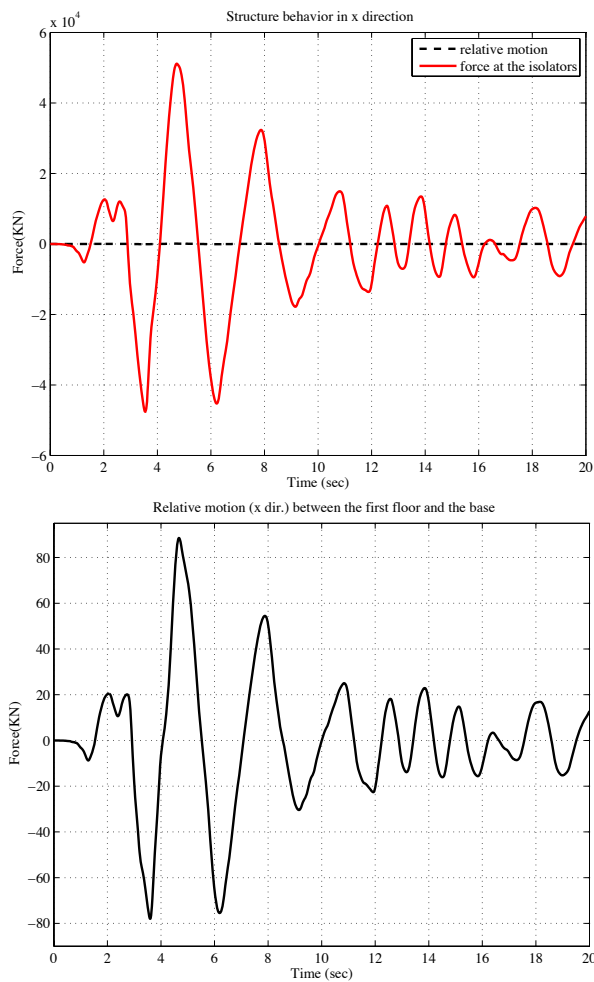 Structure behavior in x direction
x 10^4
6
4
2
0
−2
−4
−6
Force(KN)
relative motion
force at the isolators
0 2 4 6 8 10 12 14 16 18 20
Time (sec)
Relative motion (x dir.) between the first floor and the base
80
60
40
20
0
−20
−40
−60
−80
Force(KN)
0 2 4 6 8 10 12 14 16 18 20
Time (sec)